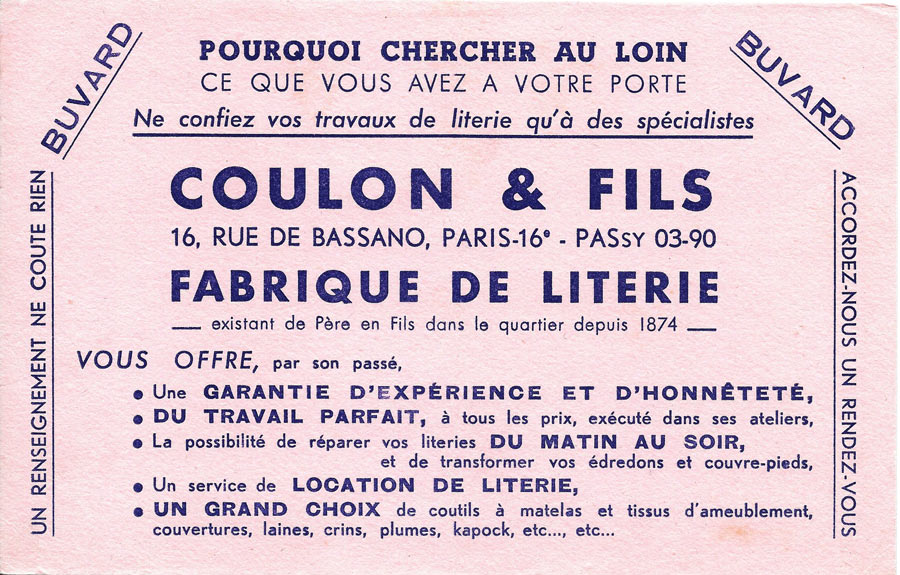 BUVARD
BUVARD
POURQUOI CHERCHER AU LOIN
CE QUE VOUS AVEZ A VOTRE PORTE
Ne confiez vos travaux de literie qu'à des spécialistes
COULON & FILS
16, RUE DE BASSANO, PARIS-16e - PASsy 03-90
FABRIQUE DE LITERIE
existant de Père en Fils dans le quartier depuis 1874
VOUS OFFRE, par son passé,
• Une GARANTIE D'EXPÉRIENCE ET D'HONNÊTETÉ,
• DU TRAVAIL PARFAIT, à tous les prix, exécuté dans ses ateliers,
• La possibilité de réparer vos literies DU MATIN AU SOIR,
et de transformer vos édredons et couvre-pieds,
• Un service de LOCATION DE LITERIE,
• UN GRAND CHOIX de coutils à matelas et tissus d'ameublement,
couvertures, laines, crins, plumes, kapock, etc..., etc...
UN RENSEIGNEMENT NE COUTE RIEN
ACCORDEZ-NOUS UN RENDEZ-VOUS